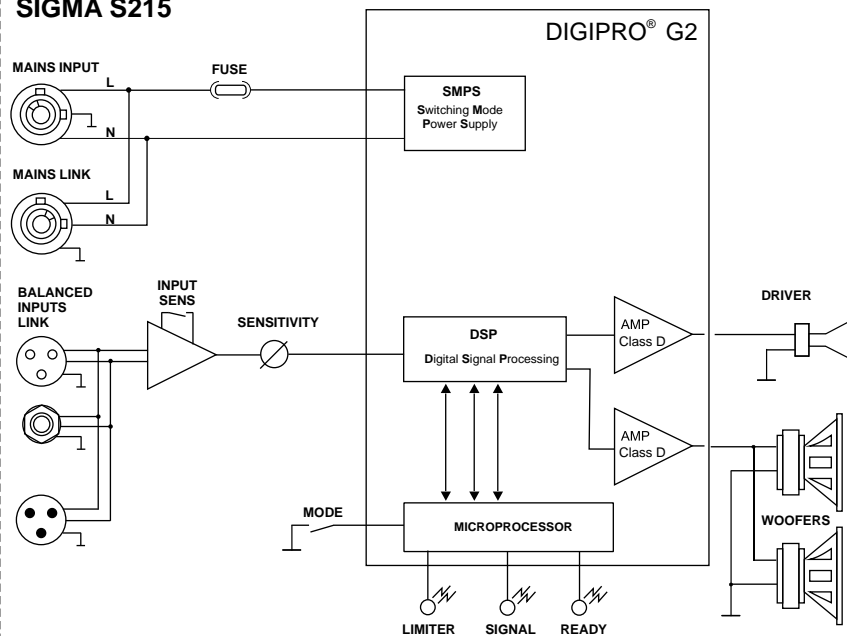 SIGMA S215
DIGIPRO® G2
MAINS INPUT
L
FUSE
N
SMPS
Switching Mode
Power Supply
MAINS LINK
L
N
BALANCED
INPUTS
LINK
INPUT
SENS
SENSITIVITY
DSP
Digital Signal Processing
AMP
Class D
DRIVER
AMP
Class D
WOOFERS
MODE
MICROPROCESSOR
LIMITER
SIGNAL
READY